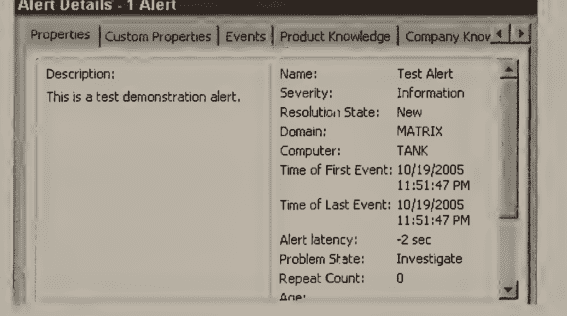 Alert Details - 1 Alert
Properties
Custom Properties
Events
Product Knowledge
Company Know
Description:
This is a test demonstration alert.
Name: Test Alert
Severity: Information
Resolution State: New
Domain: MATRIX
Computer: TANK
Time of First Event: 10/19/2005
11:51:47 PM
Time of Last Event: 10/19/2005
11:51:47 PM
Alert latency: -2 sec
Problem State: Investigate
Repeat Count: 0
Age: